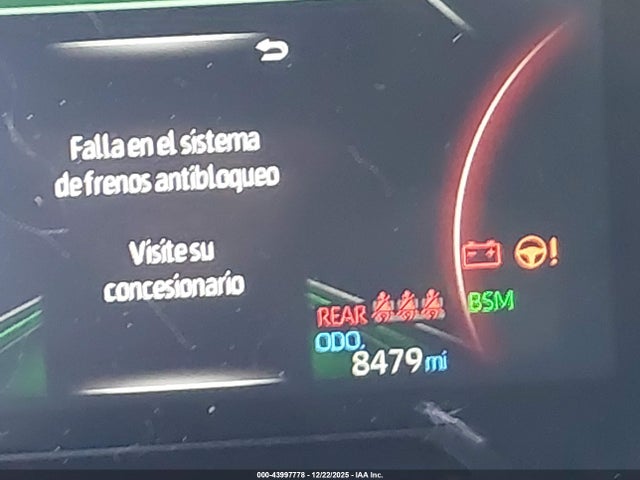 Falla en el sistema
de frenos antibloqueo
Visite su
concesionario
BSM
REAR
ODO.
8479 mi
000-43997778 - 12/22/2025 - IAA Inc.